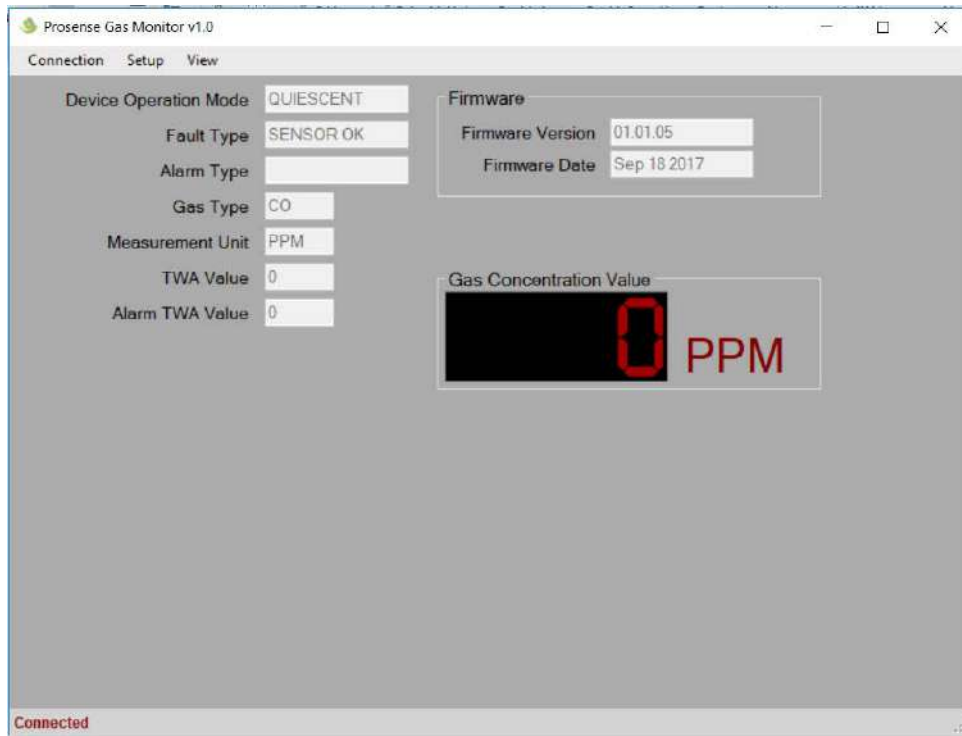 Prosense Gas Monitor v1.0
Connection Setup View
Device Operation Mode QUIESCENT
Fault Type SENSOR OK
Alarm Type
Gas Type CO
Measurement Unit PPM
TWA Value 0
Alarm TWA Value 0
Firmware
Firmware Version 01.01.05
Firmware Date Sep 18 2017
Gas Concentration Value
0 PPM
Connected